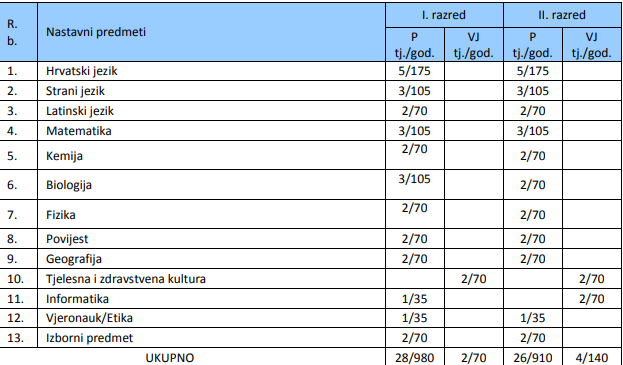 R. b. Nastavni predmeti I. razred II. razred
P tj./god. VJ tj./god. P tj./god. VJ tj./god.
1. Hrvatski jezik 5/175 5/175
2. Strani jezik 3/105 3/105
3. Latinski jezik 2/70 2/70
4. Matematika 3/105 3/105
5. Kemija 2/70 2/70
6. Biologija 3/105 2/70
7. Fizika 2/70 2/70
8. Povijest 2/70 2/70
9. Geografija 2/70 2/70
10. Tjelesna i zdravstvena kultura 2/70 2/70
11. Informatika 1/35 2/70
12. Vjeronauk/Etika 1/35 1/35
13. Izborni predmet 2/70 2/70
UKUPNO 28/980 2/70 26/910 4/140